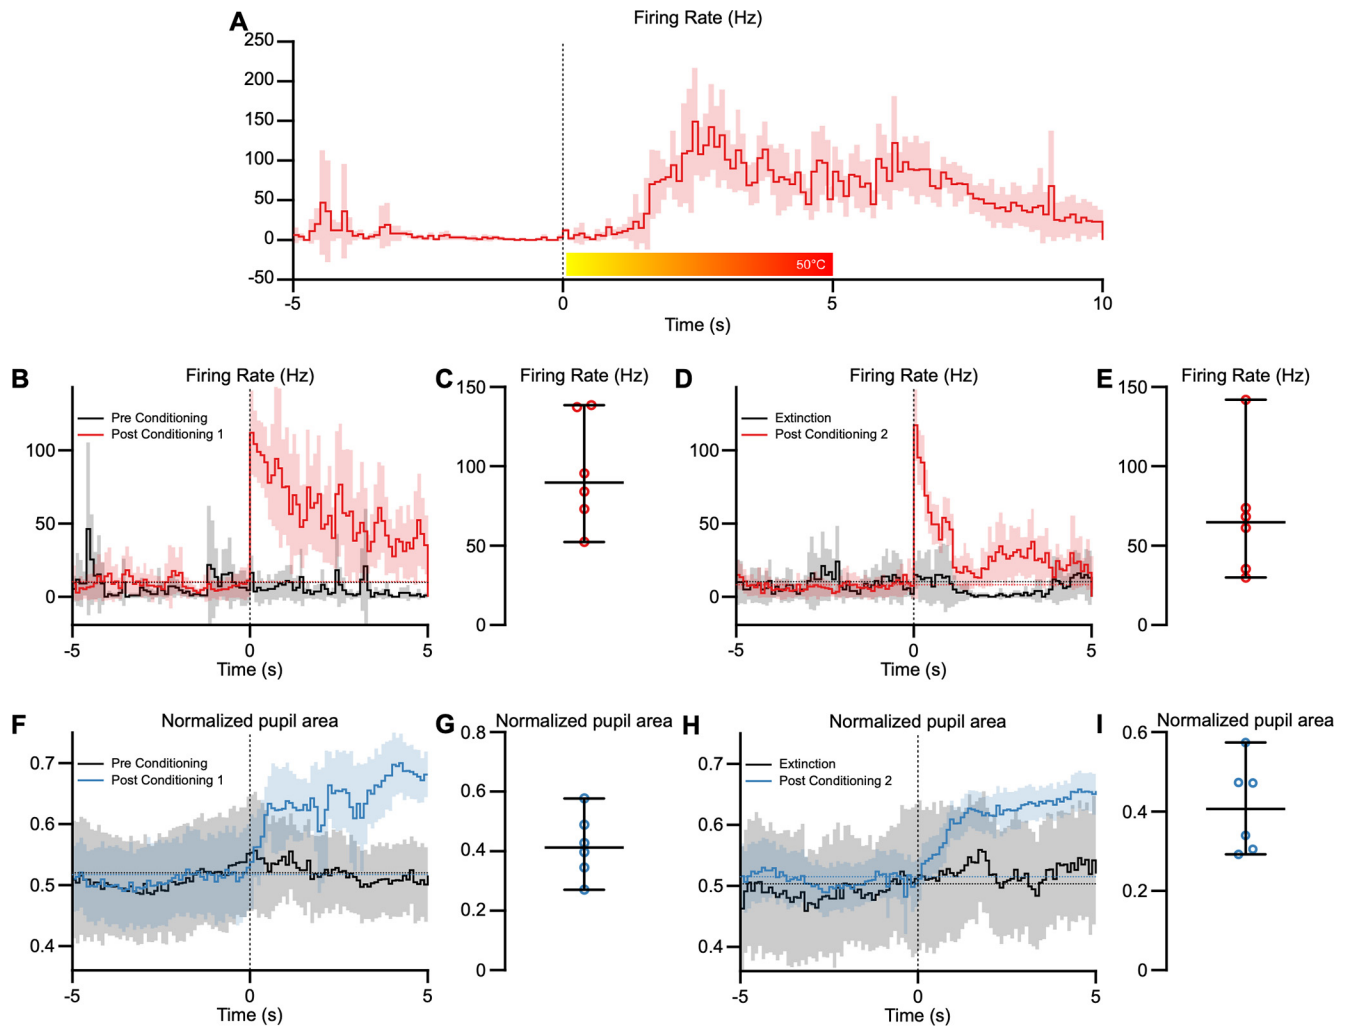 A
Firing Rate (Hz)
250
200
150
100
50
0
-50
50°C
-5
0
5
10
Time (s)
B
Firing Rate (Hz)
Pre Conditioning
Post Conditioning 1
100
50
0
-5
0
5
Time (s)
C
Firing Rate (Hz)
150
100
50
0
D
Firing Rate (Hz)
Extinction
Post Conditioning 2
100
50
0
-5
0
5
Time (s)
E
Firing Rate (Hz)
150
100
50
0
F
Normalized pupil area
Pre Conditioning
Post Conditioning 1
0.7
0.6
0.5
0.4
-5
0
5
Time (s)
G
Normalized pupil area
0.8
0.6
0.4
0.2
0
H
Normalized pupil area
Extinction
Post Conditioning 2
0.7
0.6
0.5
0.4
-5
0
5
Time (s)
I
Normalized pupil area
0.6
0.4
0.2
0